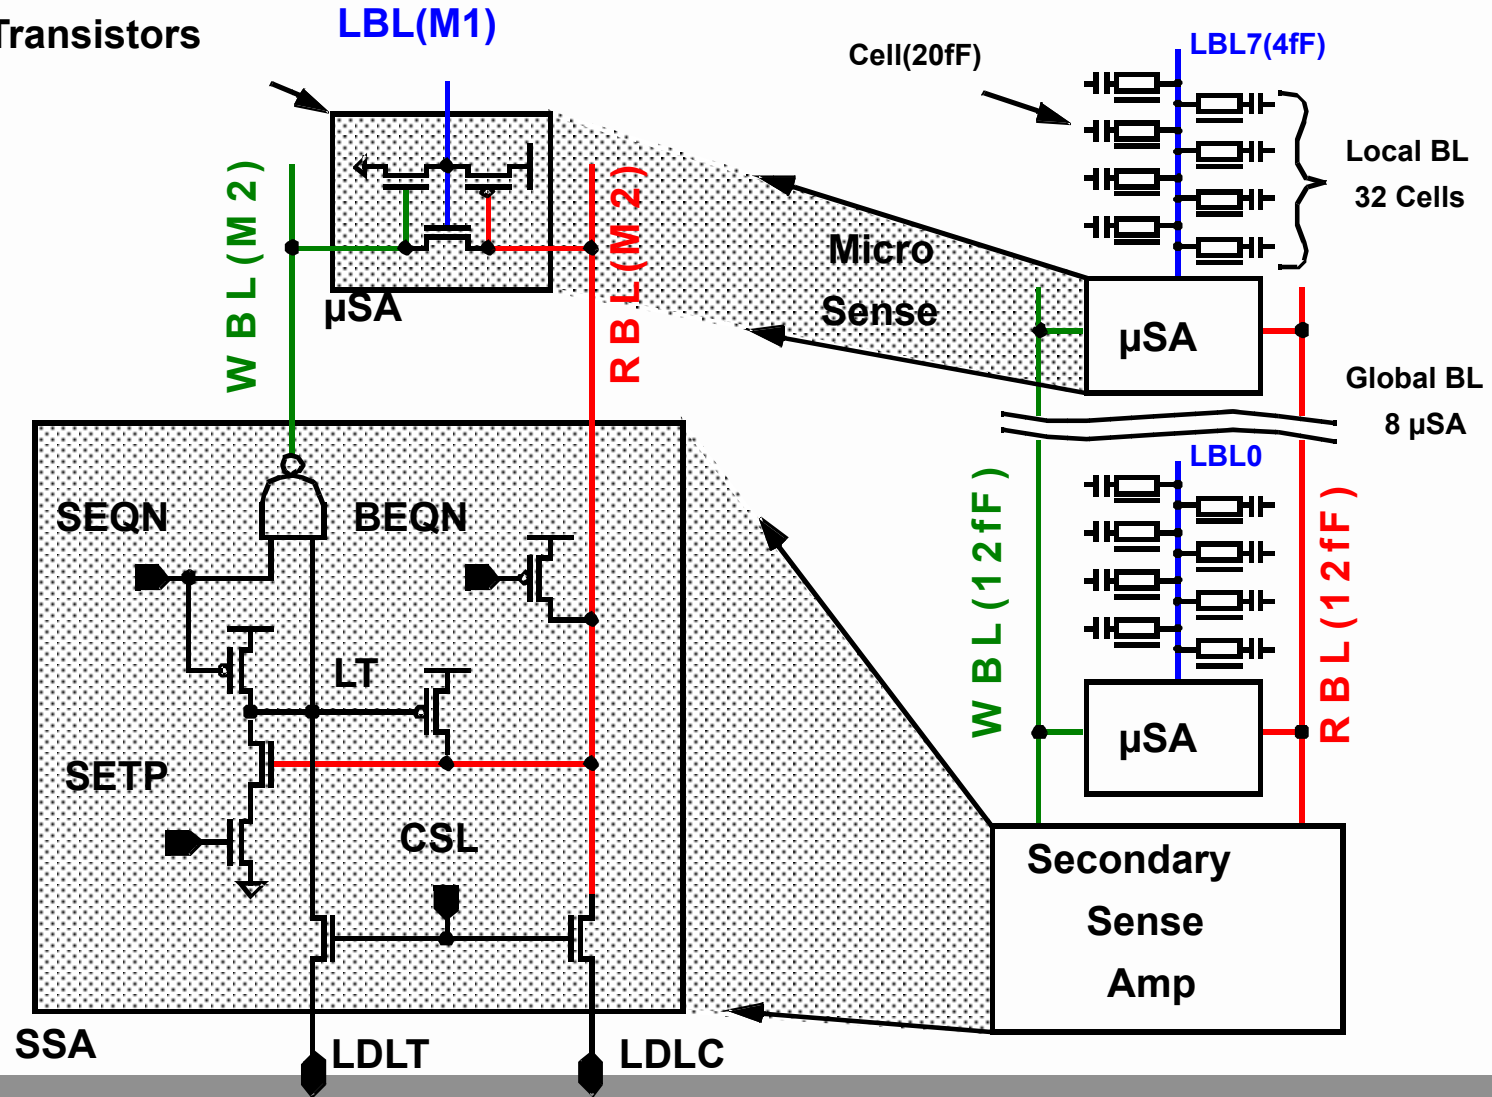 Transistors
LBL(M1)
Cell(20fF)
LBL7(4fF)
Local BL
32 Cells
WBL(M2)
RBL(M2)
µSA
Micro
Sense
µSA
Global BL
8 µSA
LBL0
SEQN
BEQN
LT
SETP
CSL
WBL(12fF)
RBL(12fF)
µSA
Secondary
Sense
Amp
SSA
LDLT
LDLC